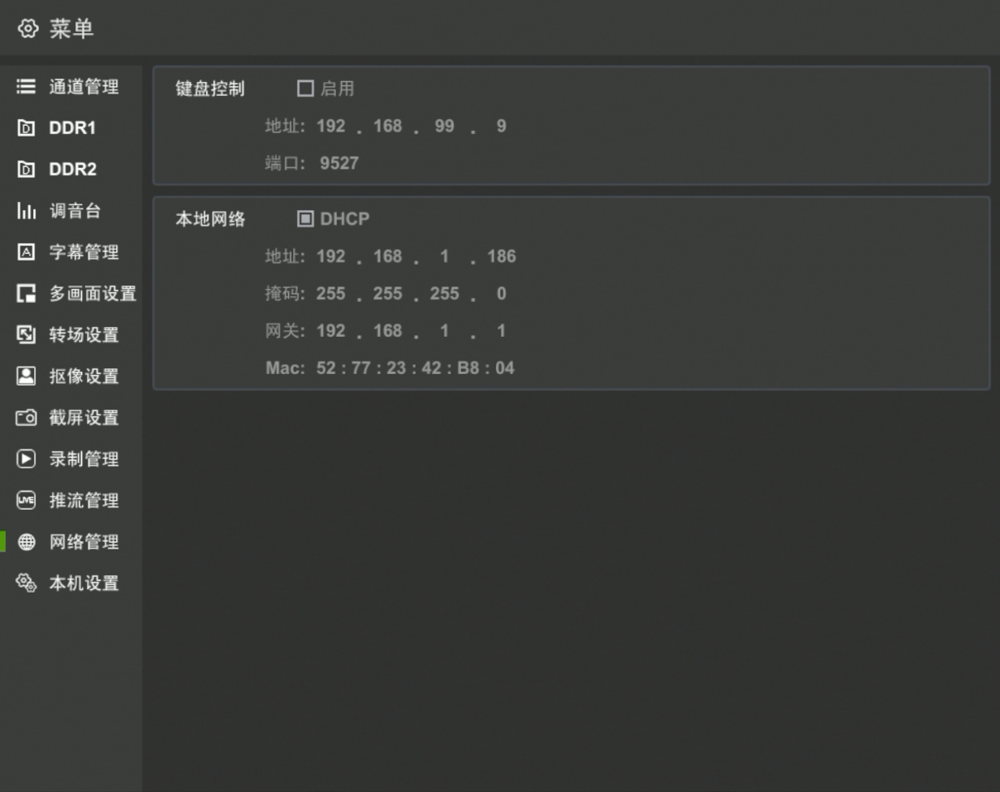 菜单
通道管理
DDR1
DDR2
调音台
字幕管理
多画面设置
转场设置
抠像设置
截屏设置
录制管理
LIVE 推流管理
网络管理
本机设置
键盘控制 启用
地址: 192 . 168 . 99 . 9
端口: 9527
本地网络 DHCP
地址: 192 . 168 . 1 . 186
掩码: 255 . 255 . 255 . 0
网关: 192 . 168 . 1 . 1
Mac: 52 : 77 : 23 : 42 : B8 : 04